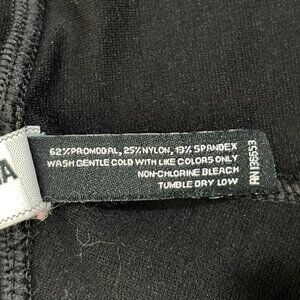 62%PROMODAL, 25%NYLON, 13%SPANDEX
WASH GENTLE COLD WITH LIKE COLORS ONLY
NON-CHLORINE BLEACH
TUMBLE DRY LOW
RN136653
A